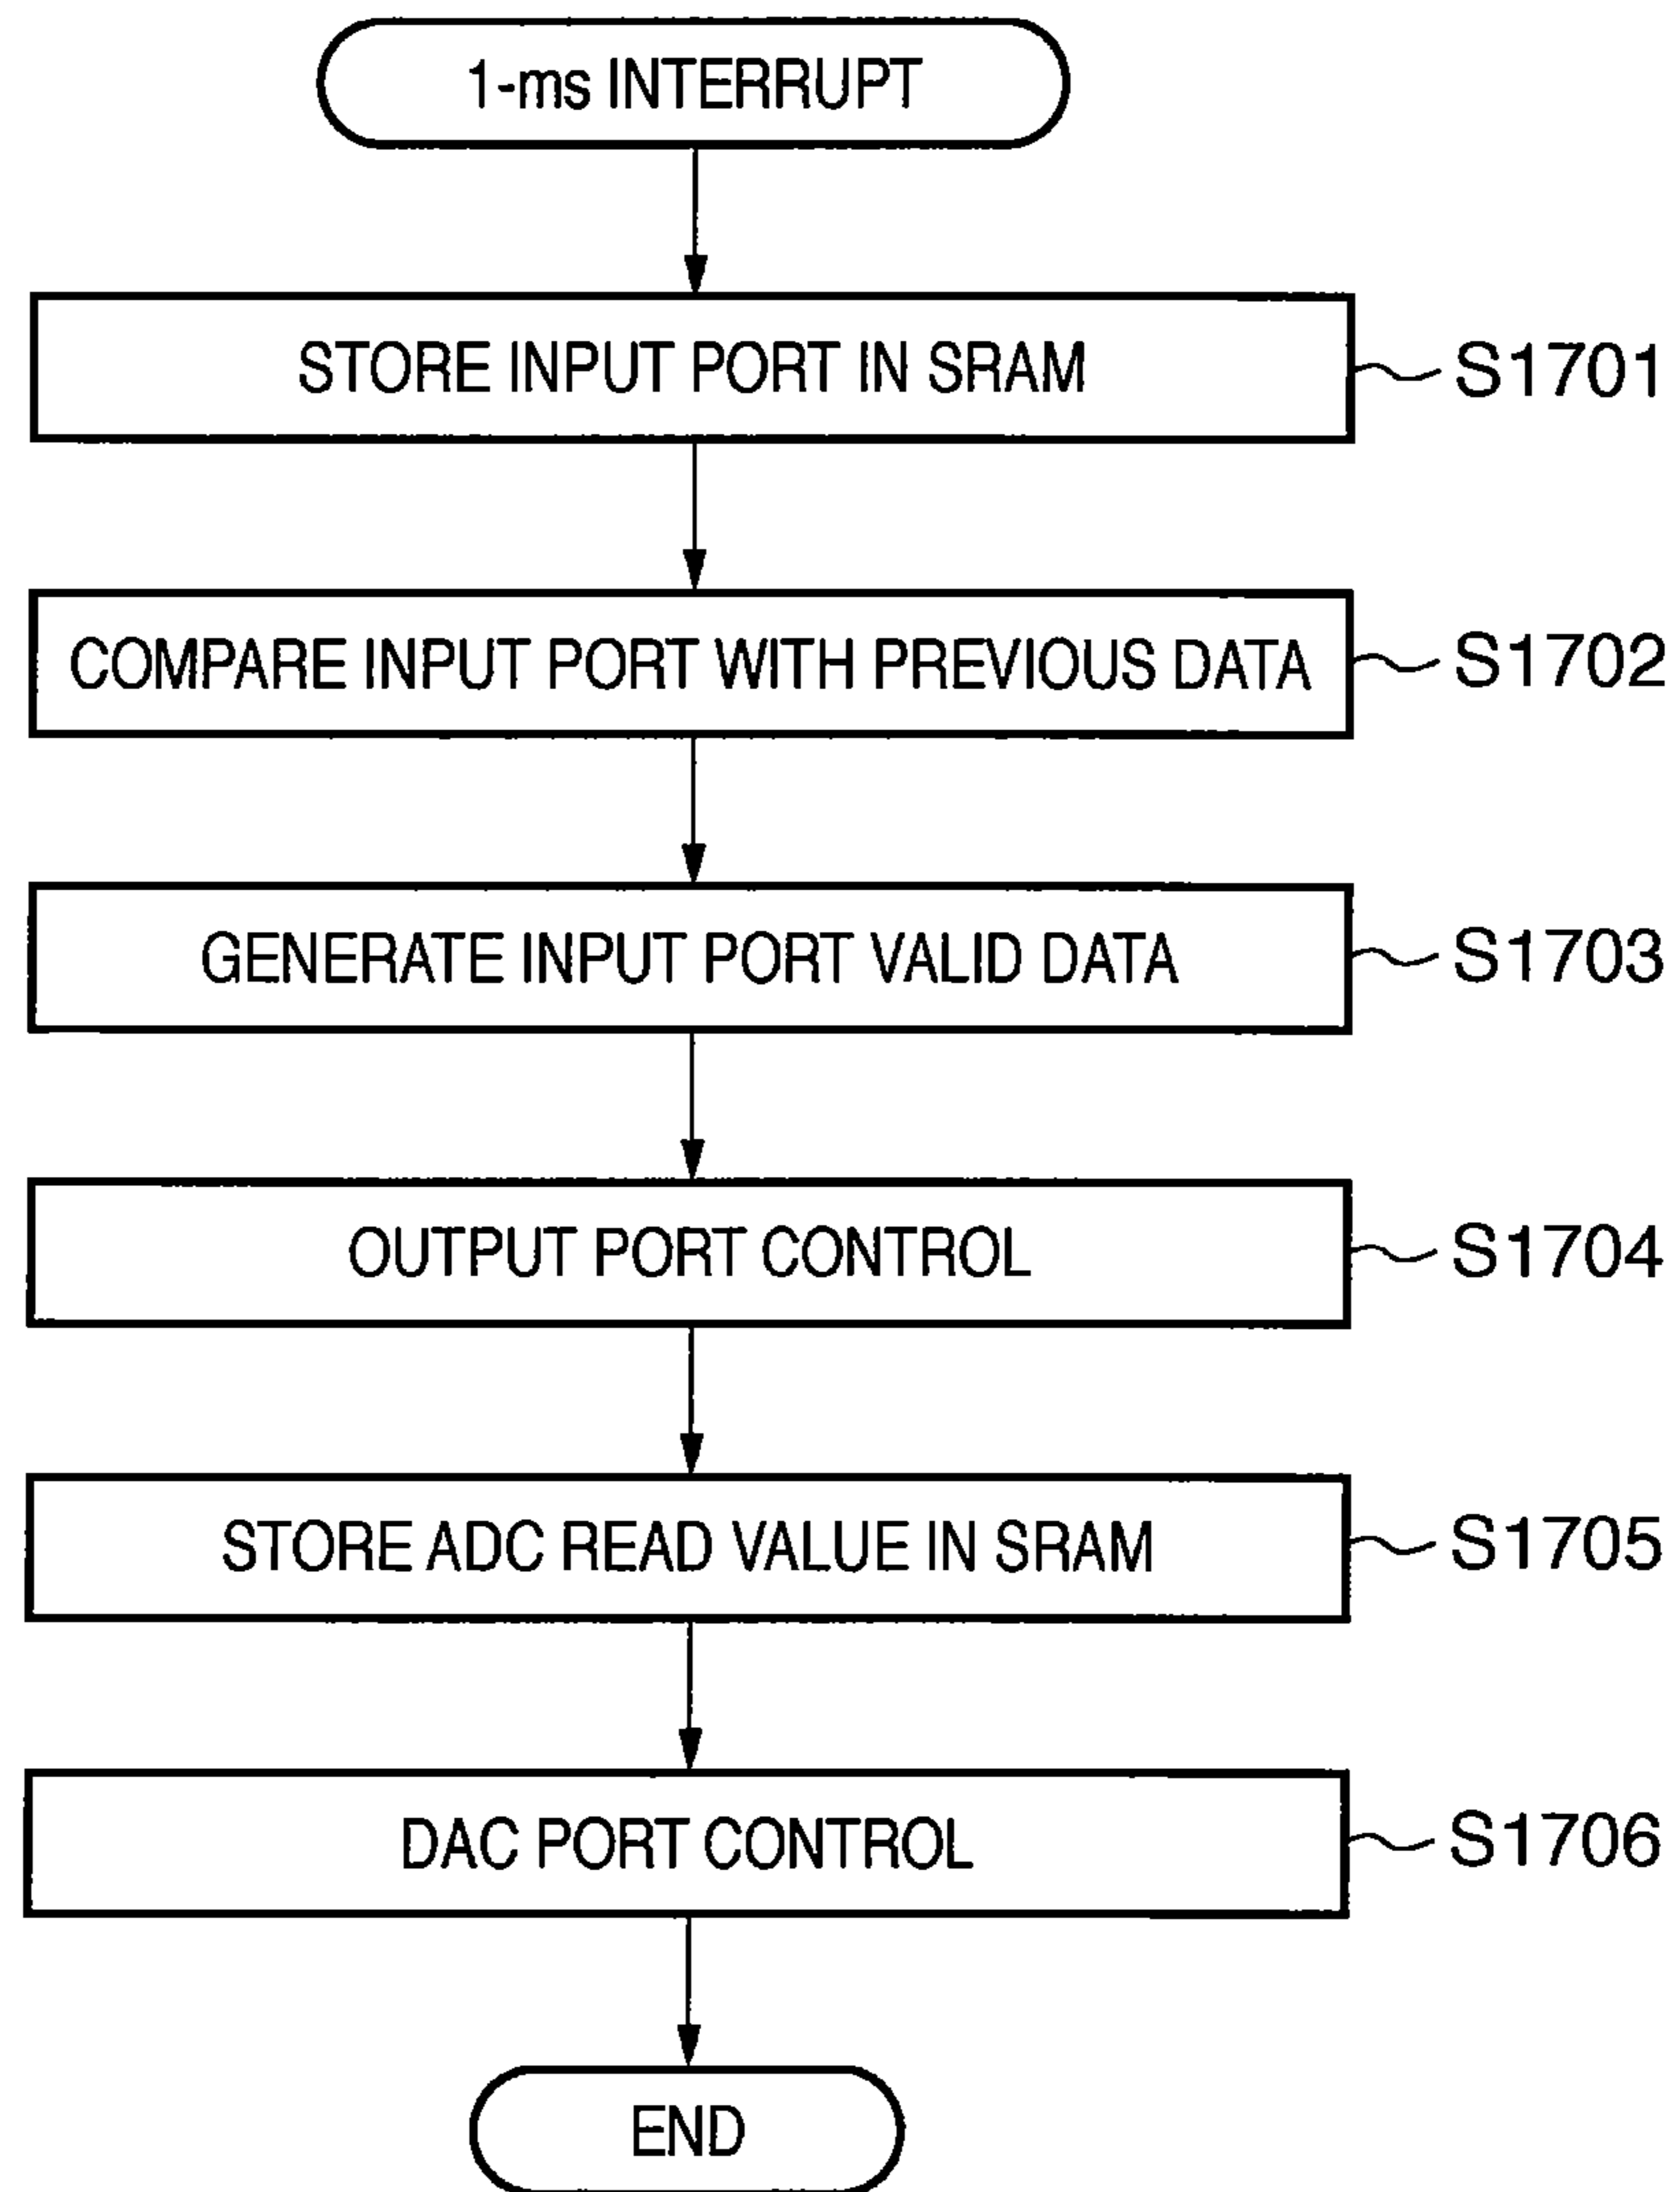 1-ms INTERRUPT
STORE INPUT PORT IN SRAM
S1701
COMPARE INPUT PORT WITH PREVIOUS DATA
S1702
GENERATE INPUT PORT VALID DATA
S1703
OUTPUT PORT CONTROL
S1704
STORE ADC READ VALUE IN SRAM
S1705
DAC PORT CONTROL
S1706
END